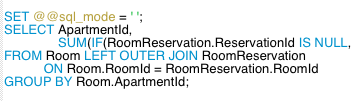 SET @@sql_mode = ' ';
SELECT ApartmentId,
SUM(IF(RoomReservation.ReservationId IS NULL,
FROM Room LEFT OUTER JOIN RoomReservation
ON Room.RoomId = RoomReservation.RoomId
GROUP BY Room.ApartmentId;